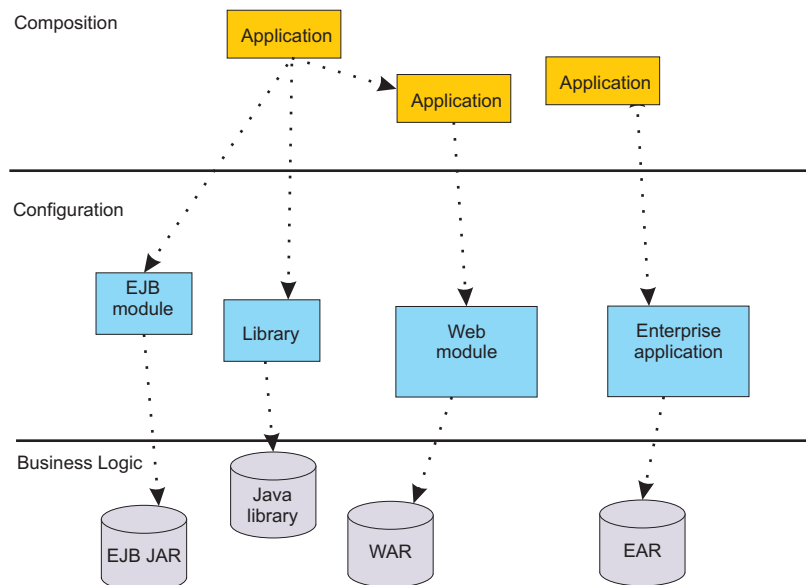 Composition
Application
Application
Application
Configuration
EJB
module
Library
Web
module
Enterprise
application
Business Logic
Java
library
EJB JAR
WAR
EAR